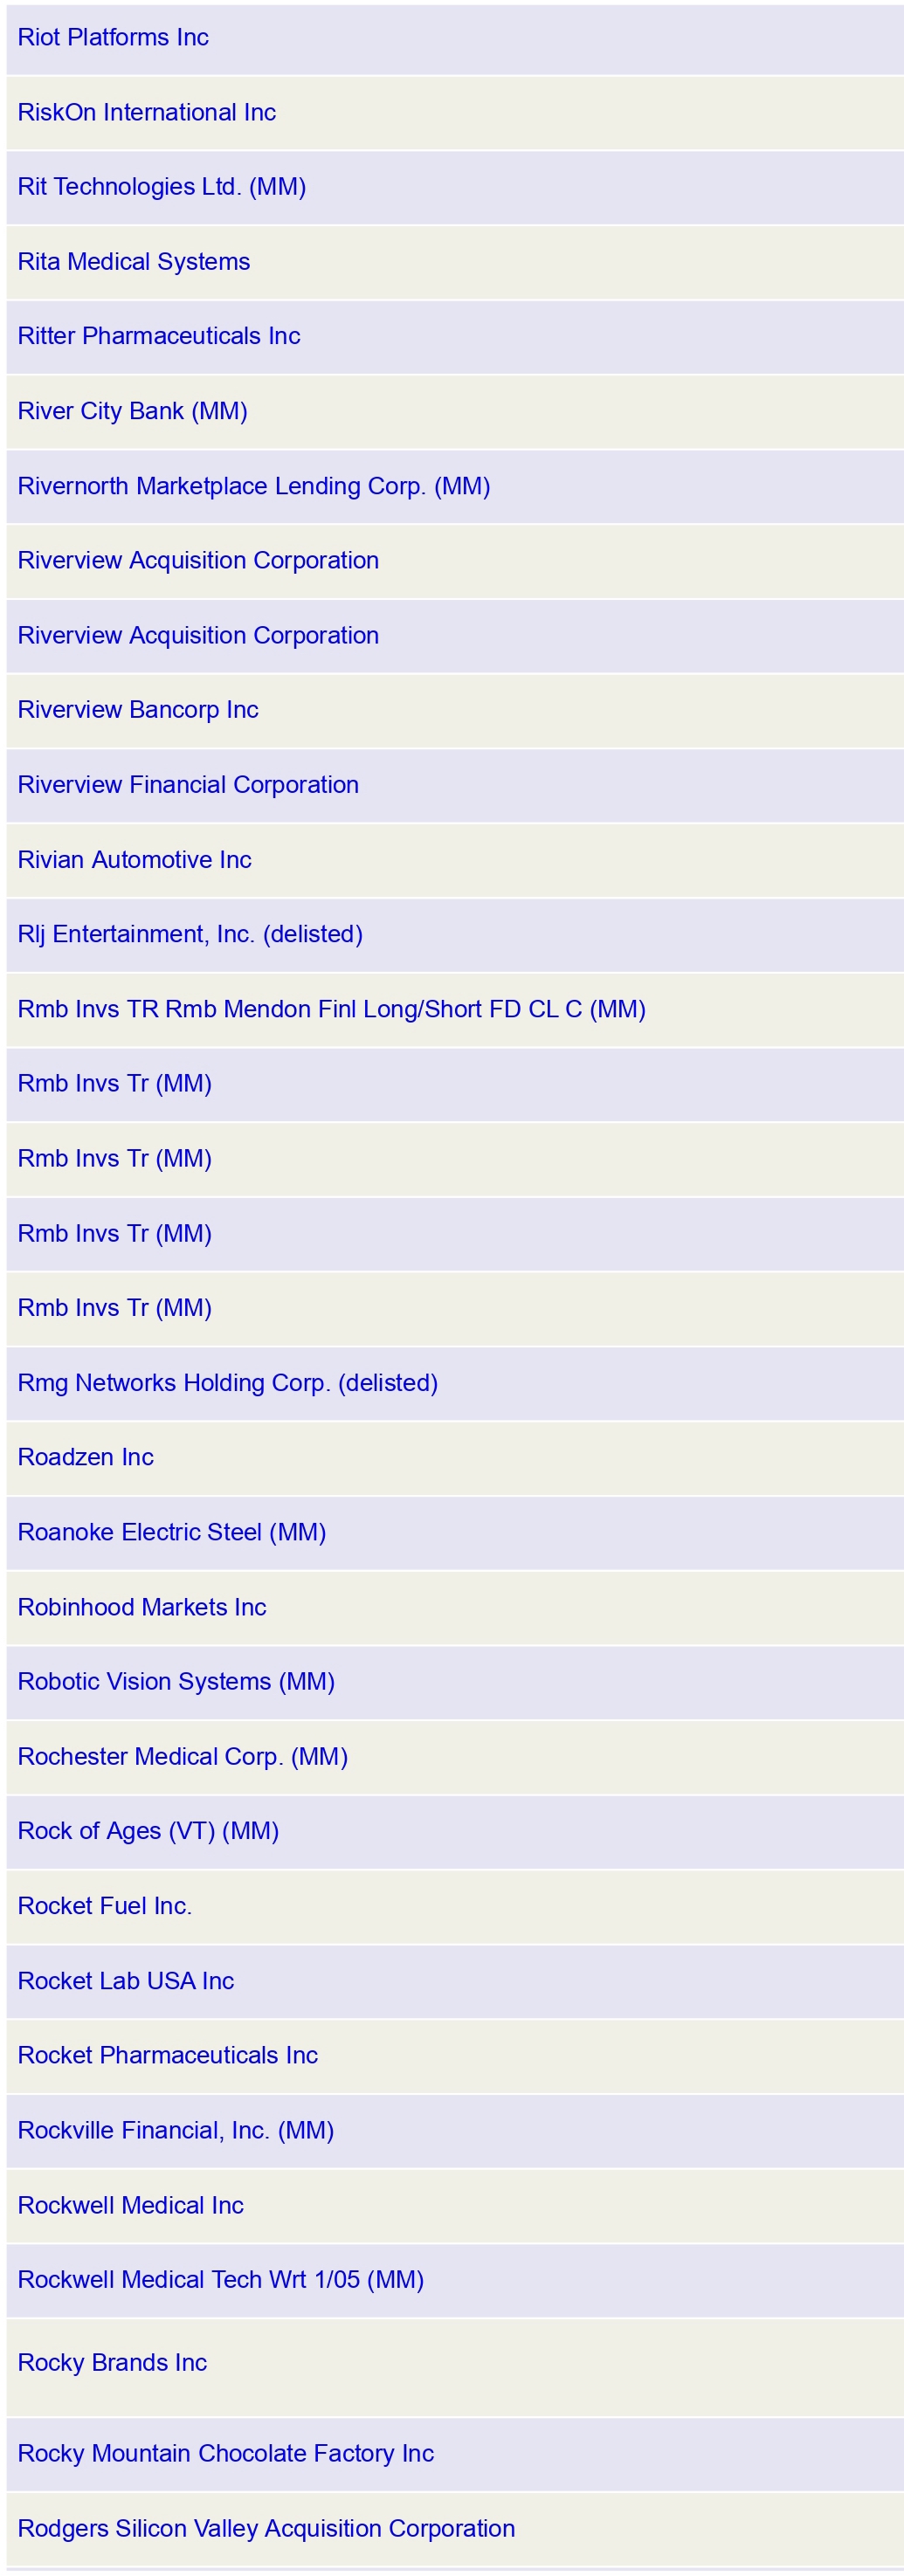 Riot Platforms Inc
RiskOn International Inc
Rit Technologies Ltd. (MM)
Rita Medical Systems
Ritter Pharmaceuticals Inc
River City Bank (MM)
Rivernorth Marketplace Lending Corp. (MM)
Riverview Acquisition Corporation
Riverview Acquisition Corporation
Riverview Bancorp Inc
Riverview Financial Corporation
Rivian Automotive Inc
Rlj Entertainment, Inc. (delisted)
Rmb Invs TR Rmb Mendon Finl Long/Short FD CL C (MM)
Rmb Invs Tr (MM)
Rmb Invs Tr (MM)
Rmb Invs Tr (MM)
Rmb Invs Tr (MM)
Rmg Networks Holding Corp. (delisted)
Roadzen Inc
Roanoke Electric Steel (MM)
Robinhood Markets Inc
Robotic Vision Systems (MM)
Rochester Medical Corp. (MM)
Rock of Ages (VT) (MM)
Rocket Fuel Inc.
Rocket Lab USA Inc
Rocket Pharmaceuticals Inc
Rockville Financial, Inc. (MM)
Rockwell Medical Inc
Rockwell Medical Tech Wrt 1/05 (MM)
Rocky Brands Inc
Rocky Mountain Chocolate Factory Inc
Rodgers Silicon Valley Acquisition Corporation